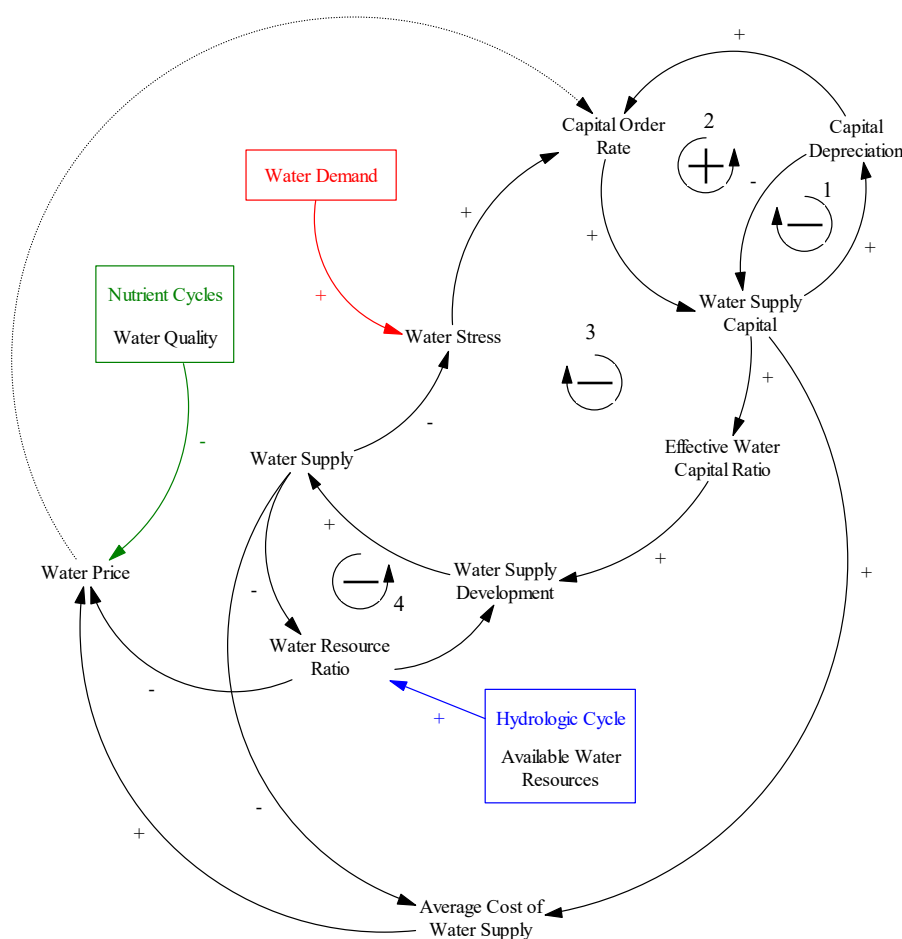 +
Capital Order
Rate
2
Capital
Depreciation
Water Demand
+
-
1
+
+
Nutrient Cycles
Water Quality
+
Water Stress
Water Supply
Capital
3
+
-
-
Water Supply
Effective Water
Capital Ratio
+
+
+
Water Price
Water Supply
Development
-
4
Water Resource
Ratio
-
+
Hydrologic Cycle
Available Water
Resources
-
+
Average Cost of
Water Supply